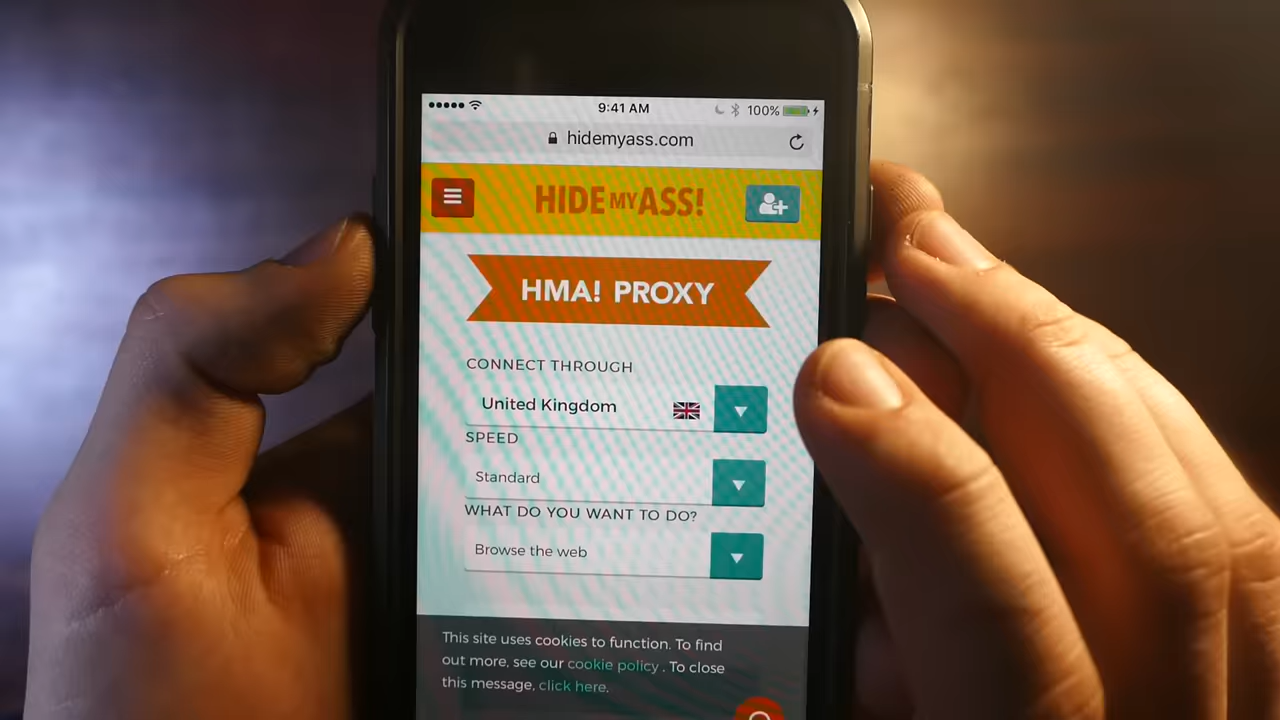 9:41 AM
100%
hidemyass.com
HIDE MY ASS!
HMA! PROXY
CONNECT THROUGH
United Kingdom
SPEED
Standard
WHAT DO YOU WANT TO DO?
Browse the web
This site uses cookies to function. To find
out more, see our cookie policy . To close
this message, click here.